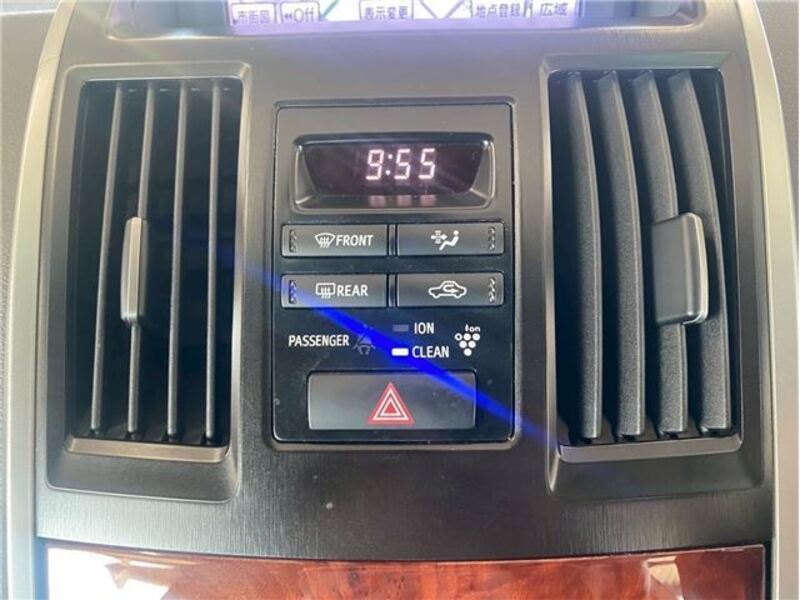 市街図 ◀◀Off 表示変更 地点登録 広域
9:55
FRONT
REAR
PASSENGER
ION
CLEAN
ion